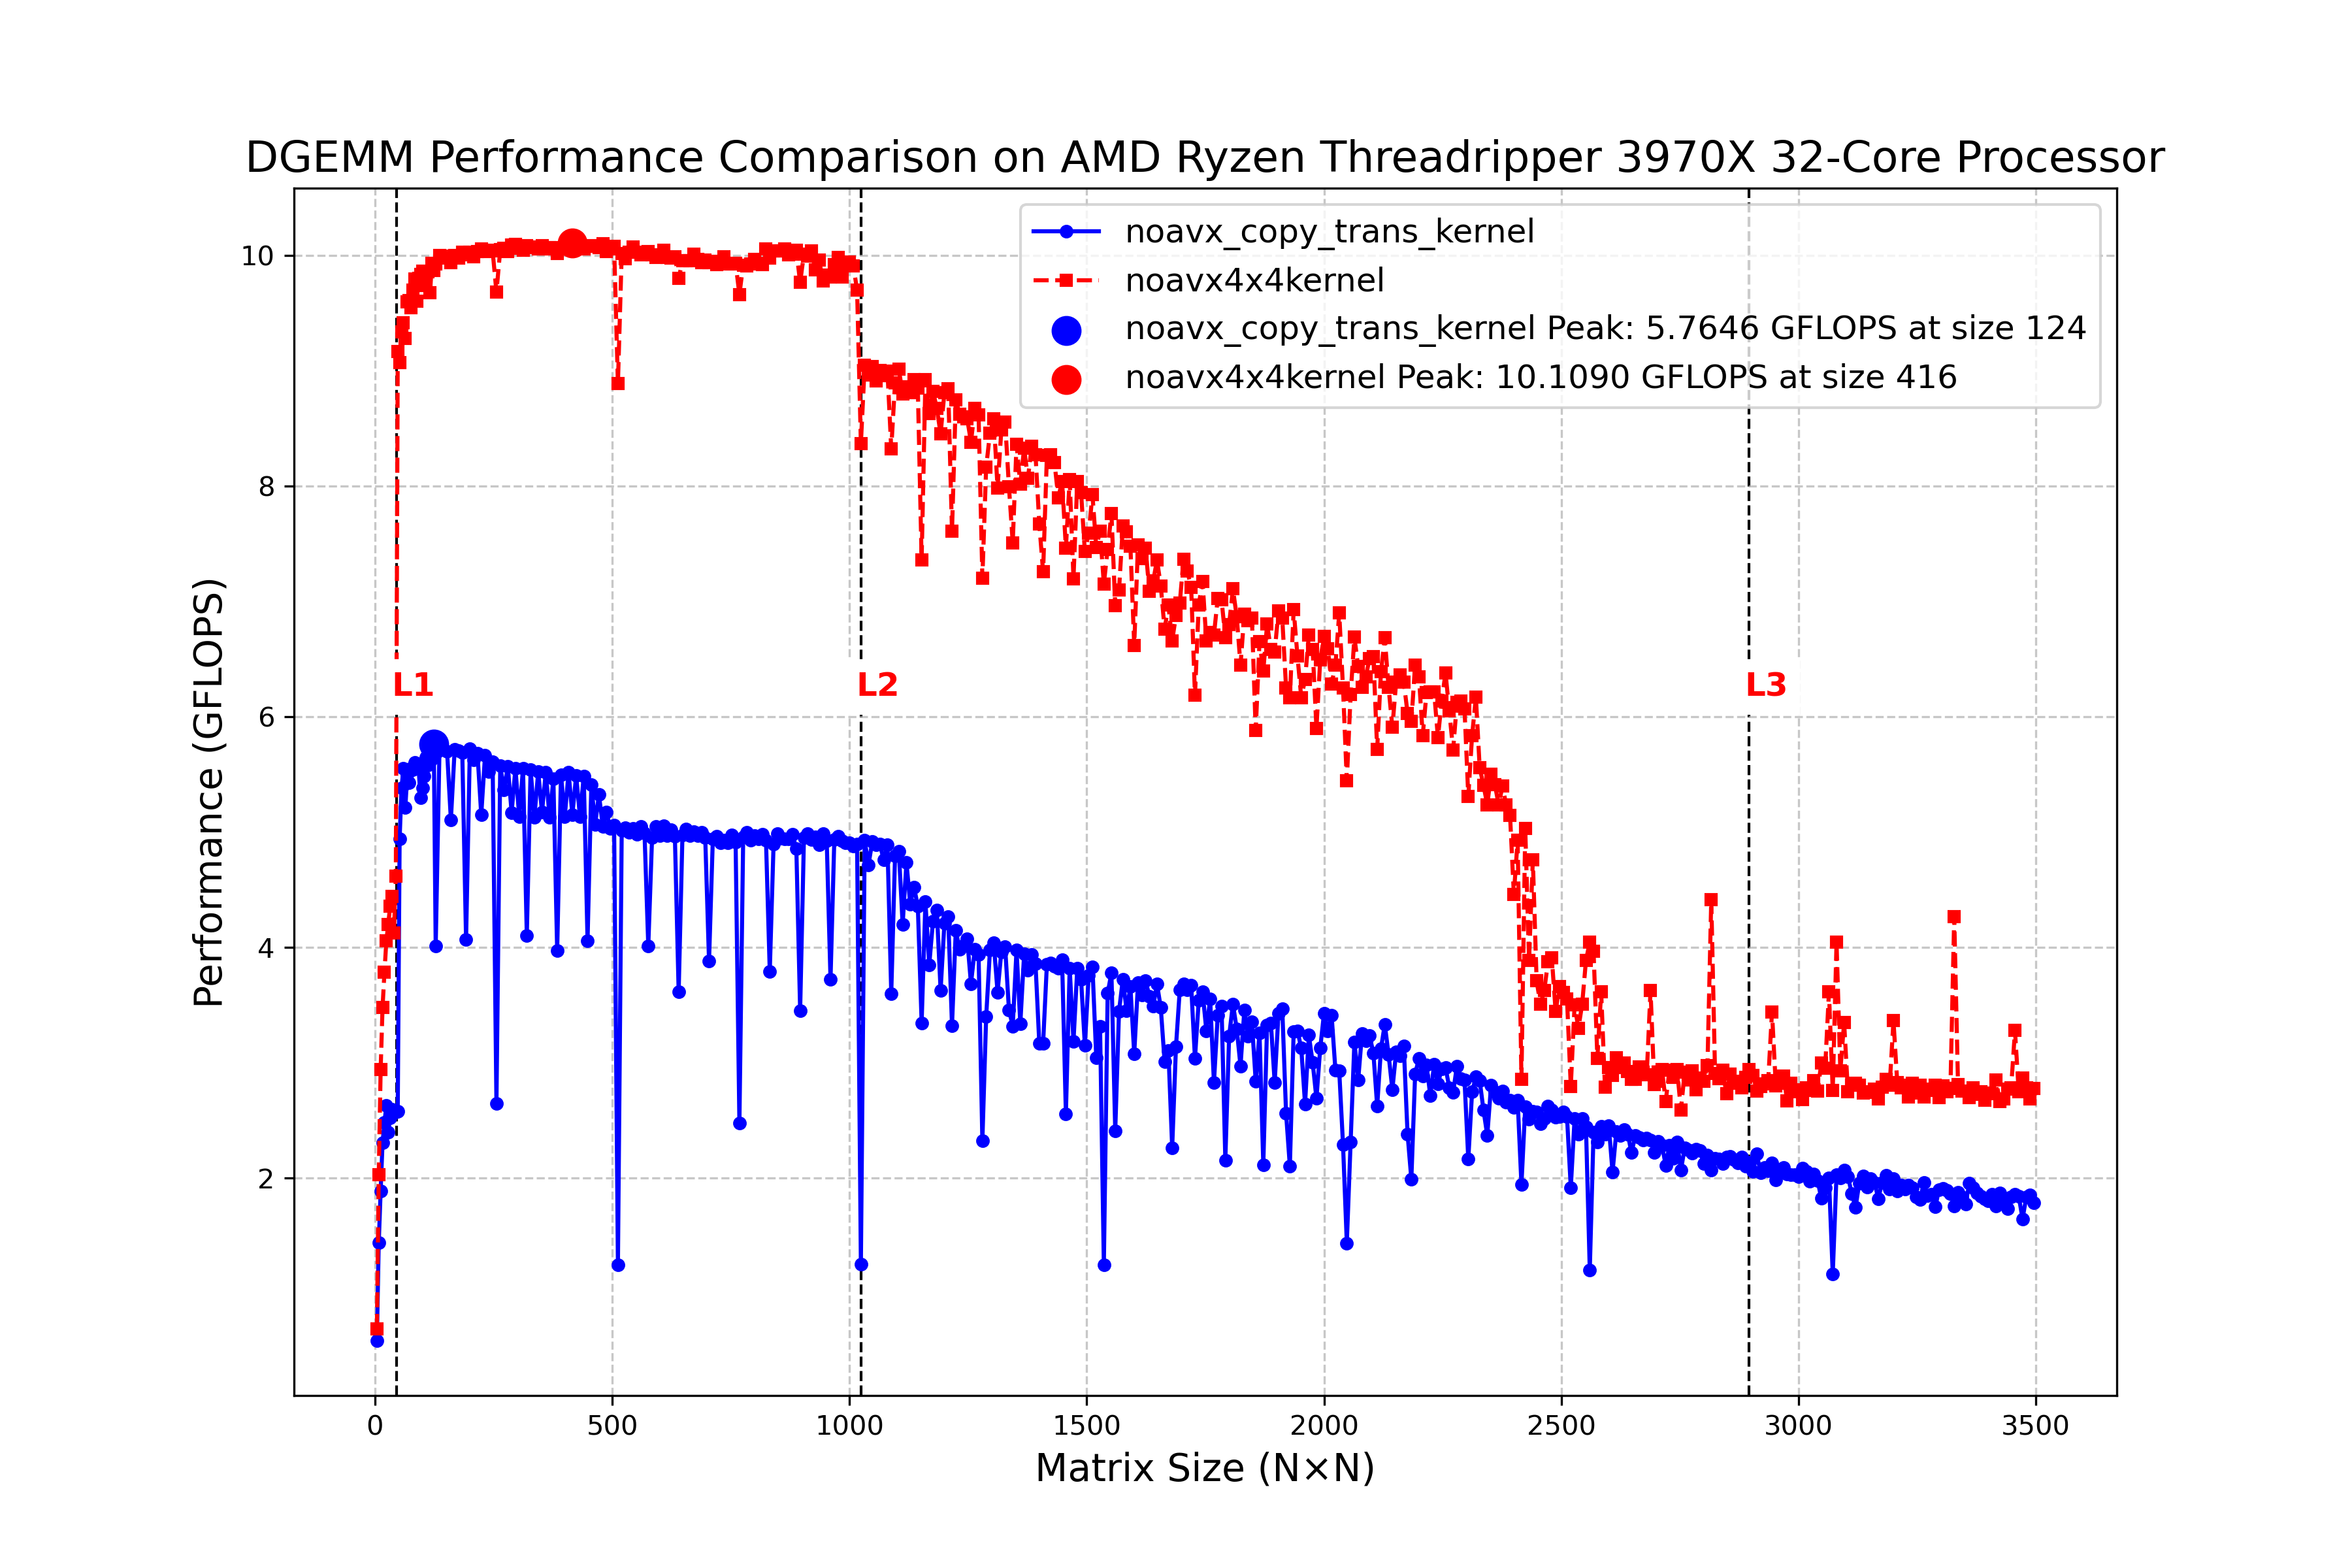 DGEMM Performance Comparison on AMD Ryzen Threadripper 3970X 32-Core Processor
noavx_copy_trans_kernel
noavx4x4kernel
noavx_copy_trans_kernel Peak: 5.7646 GFLOPS at size 124
noavx4x4kernel Peak: 10.1090 GFLOPS at size 416
Performance (GFLOPS)
10
8
6
4
2
L1
L2
L3
0
500
1000
1500
2000
2500
3000
3500
Matrix Size (N×N)